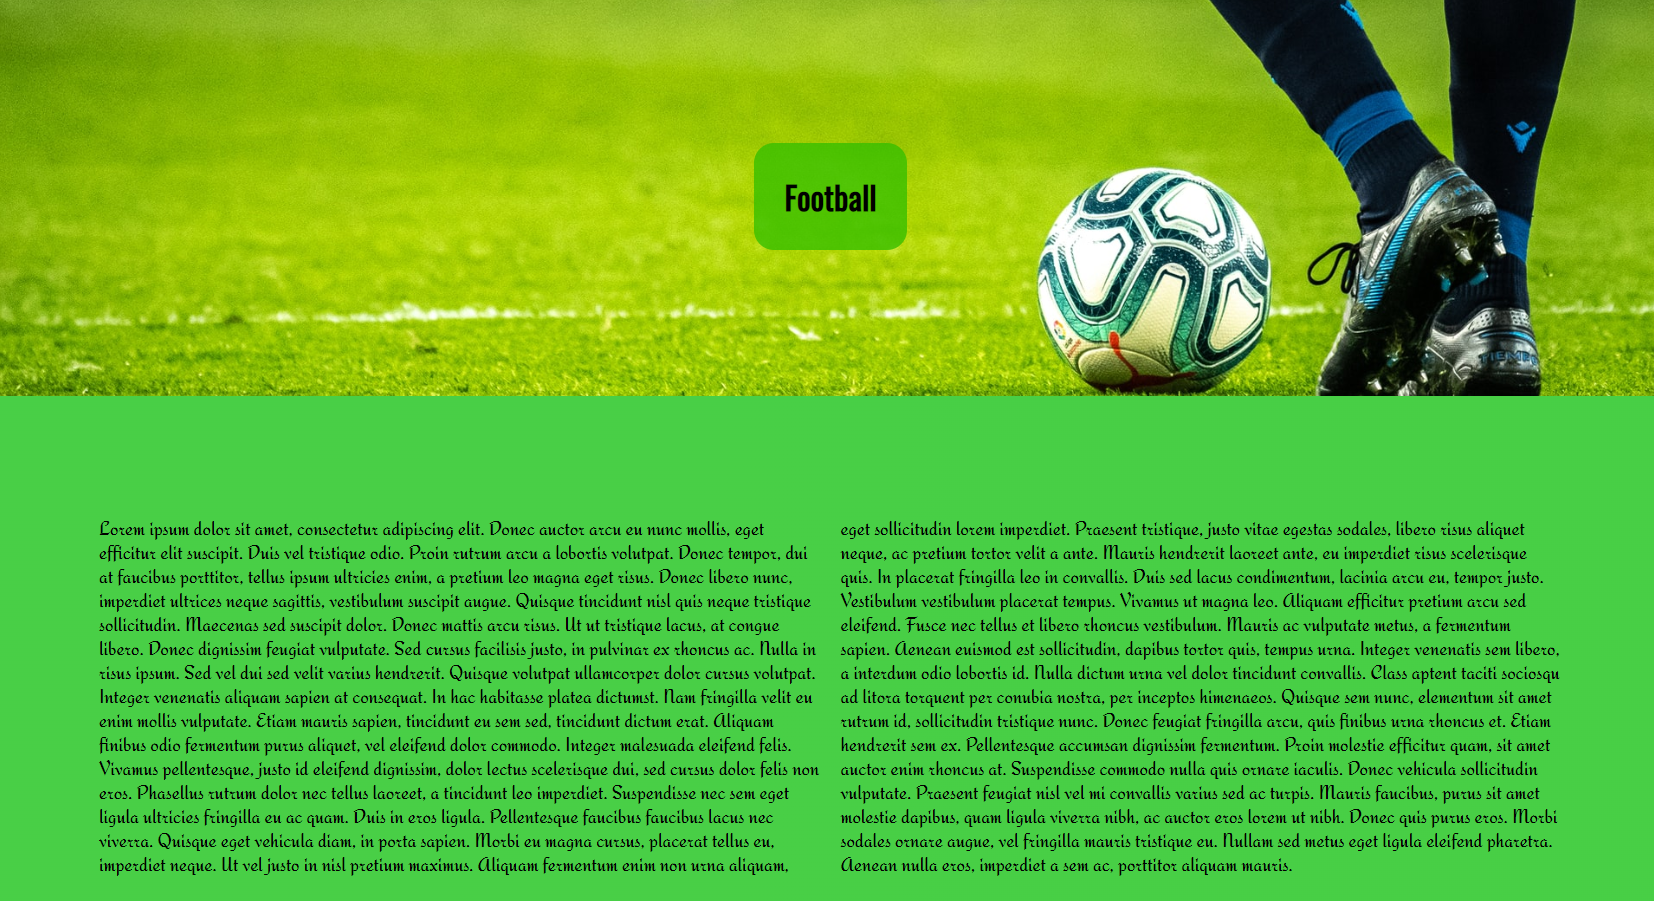 Football
TIEMPO
Lorem ipsum dolor sit amet, consectetur adipiscing elit. Donec auctor arcu eu nunc mollis, eget
efficitur elit suscipit. Duis vel tristique odio. Proin rutrum arcu a lobortis volutpat. Donec tempor, dui
at faucibus porttitor, tellus ipsum ultricies enim, a pretium leo magna eget risus. Donec libero nunc,
imperdiet ultrices neque sagittis, vestibulum suscipit augue. Quisque tincidunt nisl quis neque tristique
sollicitudin. Maecenas sed suscipit dolor. Donec mattis arcu risus. Ut ut tristique lacus, at congue
libero. Donec dignissim feugiat vulputate. Sed cursus facilisis justo, in pulvinar ex rhoncus ac. Nulla in
risus ipsum. Sed vel dui sed velit varius hendrerit. Quisque volutpat ullamcorper dolor cursus volutpat.
Integer venenatis aliquam sapien at consequat. In hac habitasse platea dictumst. Nam fringilla velit eu
enim mollis vulputate. Etiam mauris sapien, tincidunt eu sem sed, tincidunt dictum erat. Aliquam
finibus odio fermentum purus aliquet, vel eleifend dolor commodo. Integer malesuada eleifend felis.
Vivamus pellentesque, justo id eleifend dignissim, dolor lectus scelerisque dui, sed cursus dolor felis non
eros. Phasellus rutrum dolor nec tellus laoreet, a tincidunt leo imperdiet. Suspendisse nec sem eget
ligula ultricies fringilla eu ac quam. Duis in eros ligula. Pellentesque faucibus faucibus lacus nec
viverra. Quisque eget vehicula diam, in porta sapien. Morbi eu magna cursus, placerat tellus eu,
imperdiet neque. Ut vel justo in nisl pretium maximus. Aliquam fermentum enim non urna aliquam,
eget sollicitudin lorem imperdiet. Praesent tristique, justo vitae egestas sodales, libero risus aliquet
neque, ac pretium tortor velit a ante. Mauris hendrerit laoreet ante, eu imperdiet risus scelerisque
quis. In placerat fringilla leo in convallis. Duis sed lacus condimentum, lacinia arcu eu, tempor justo.
Vestibulum vestibulum placerat tempus. Vivamus ut magna leo. Aliquam efficitur pretium arcu sed
eleifend. Fusce nec tellus et libero rhoncus vestibulum. Mauris ac vulputate metus, a fermentum
sapien. Aenean euismod est sollicitudin, dapibus tortor quis, tempus urna. Integer venenatis sem libero,
a interdum odio lobortis id. Nulla dictum urna vel dolor tincidunt convallis. Class aptent taciti sociosqu
ad litora torquent per conubia nostra, per inceptos himenaeos. Quisque sem nunc, elementum sit amet
rutrum id, sollicitudin tristique nunc. Donec feugiat fringilla arcu, quis finibus urna rhoncus et. Etiam
hendrerit sem ex. Pellentesque accumsan dignissim fermentum. Proin molestie efficitur quam, sit amet
auctor enim rhoncus at. Suspendisse commodo nulla quis ornare iaculis. Donec vehicula sollicitudin
vulputate. Praesent feugiat nisl vel mi convallis varius sed ac turpis. Mauris faucibus, purus sit amet
molestie dapibus, quam ligula viverra nibh, ac auctor eros lorem ut nibh. Donec quis purus eros. Morbi
sodales ornare augue, vel fringilla mauris tristique eu. Nullam sed metus eget ligula eleifend pharetra.
Aenean nulla eros, imperdiet a sem ac, porttitor aliquam mauris.